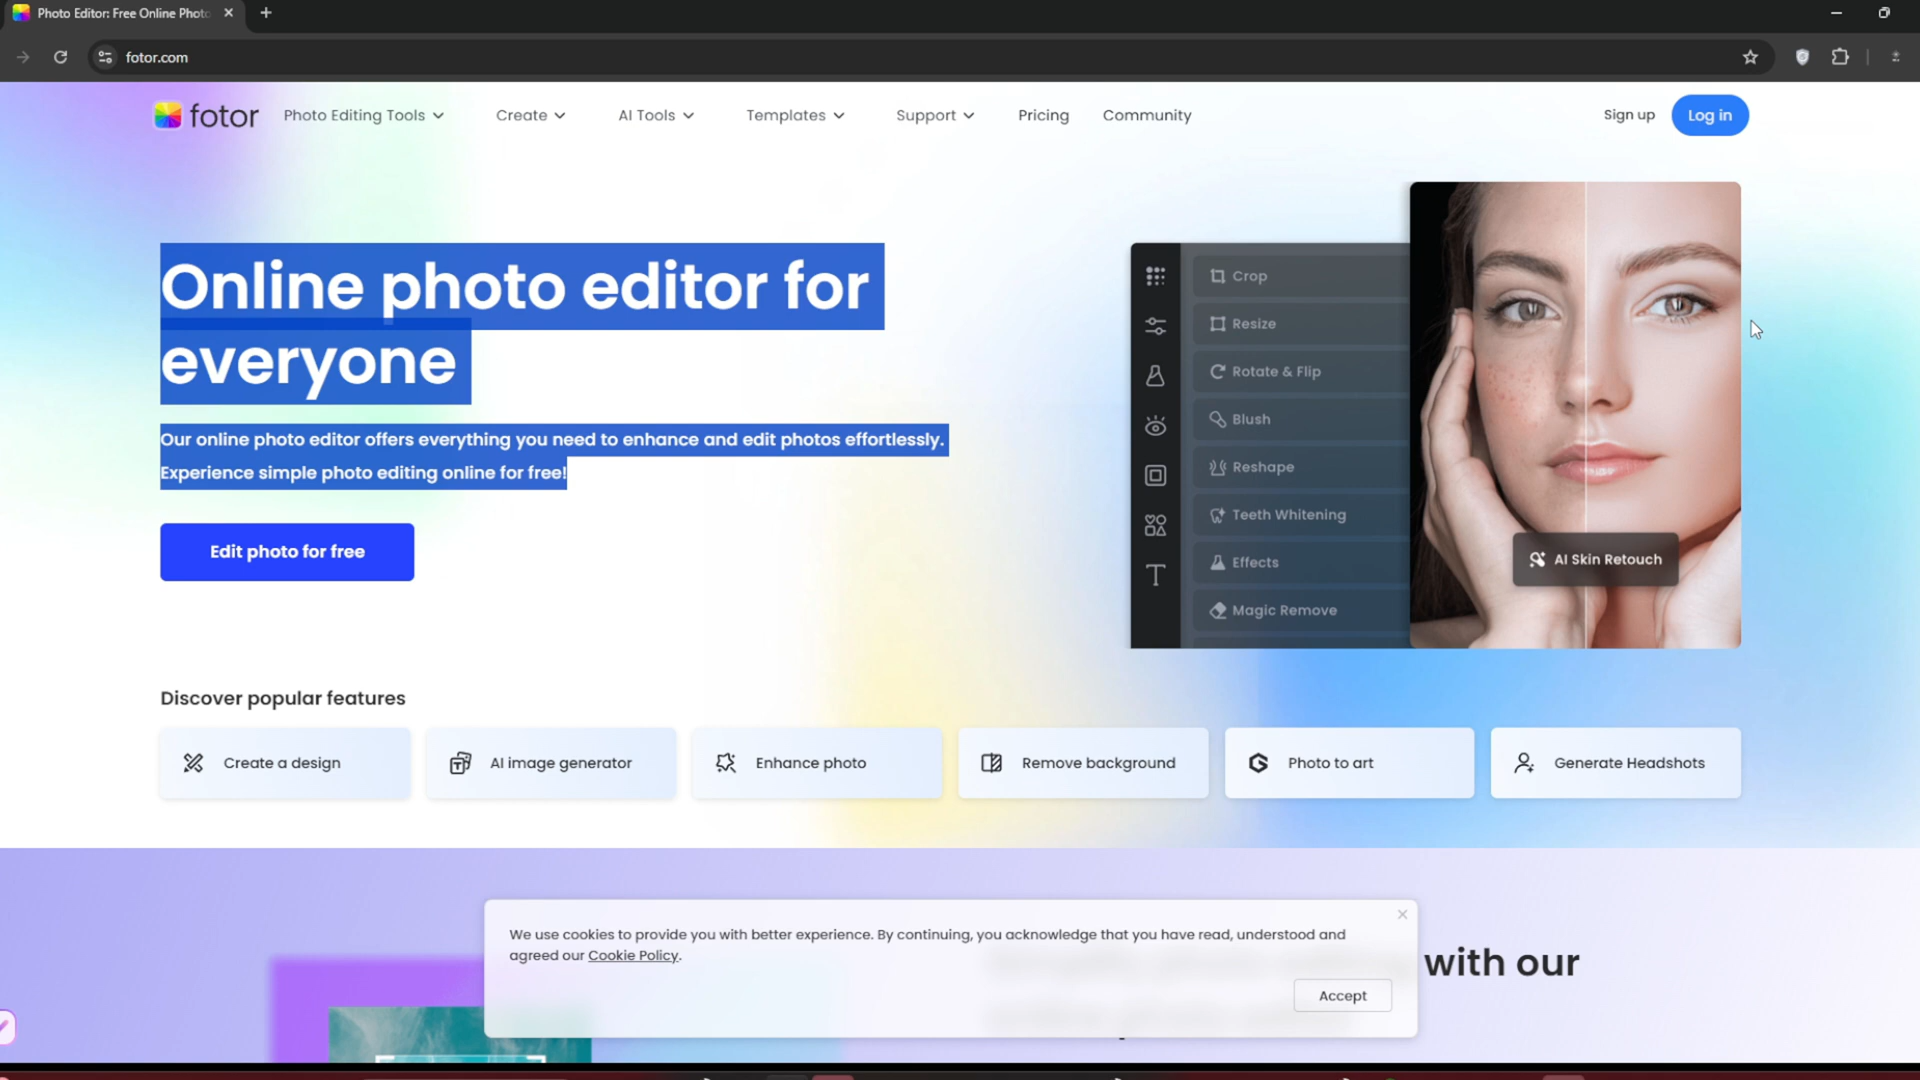 Photo Editor: Free Online Photo
fotor.com
fotor
Photo Editing Tools
Create
AI Tools
Templates
Support
Pricing
Community
Sign up
Log in
Online photo editor for
everyone
Our online photo editor offers everything you need to enhance and edit photos effortlessly.
Experience simple photo editing online for free!
Edit photo for free
Crop
Resize
Rotate & Flip
Blush
Reshape
Teeth Whitening
Effects
Magic Remove
AI Skin Retouch
Discover popular features
Create a design
AI image generator
Enhance photo
Remove background
Photo to art
Generate Headshots
We use cookies to provide you with better experience. By continuing, you acknowledge that you have read, understood and
agreed our Cookie Policy.
Accept
with our